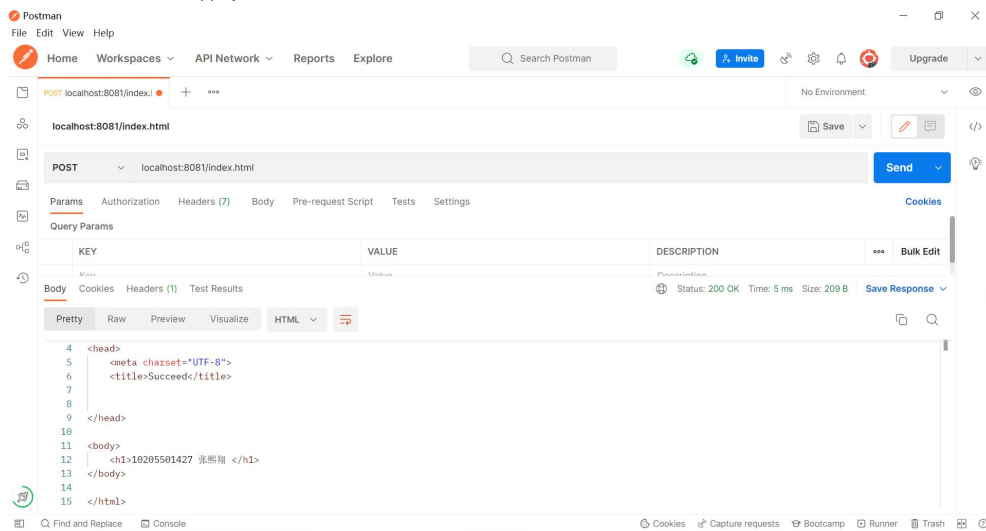 Postman
File Edit View Help
Home Workspaces API Network Reports Explore Search Postman Invite Upgrade
POST localhost:8081/index.l No Environment
localhost:8081/index.html Save
POST localhost:8081/index.html Send
Params Authorization Headers (7) Body Pre-request Script Tests Settings Cookies
Query Params
KEY VALUE DESCRIPTION Bulk Edit
Key Value Description
Body Cookies Headers (1) Test Results Status: 200 OK Time: 5 ms Size: 209 B Save Response
Pretty Raw Preview Visualize HTML
4 <head>
5 <meta charset="UTF-8">
6 <title>Succeed</title>
7
8
9 </head>
10
11 <body>
12 <h1>10205501427 张熙翔 </h1>
13 </body>
14
15 </html>
Find and Replace Console Cookies Capture requests Bootcamp Runner Trash